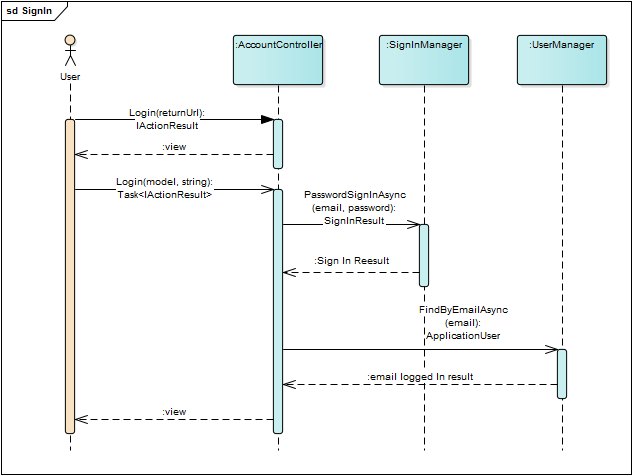 sd SignIn
User
:AccountController
:SignInManager
:UserManager
Login(returnUrl):
IActionResult
:view
Login(model, string):
Task<IActionResult>
PasswordSignInAsync
(email, password):
SignInResult
:Sign In Reesult
FindByEmailAsync
(email):
ApplicationUser
:email logged In result
:view